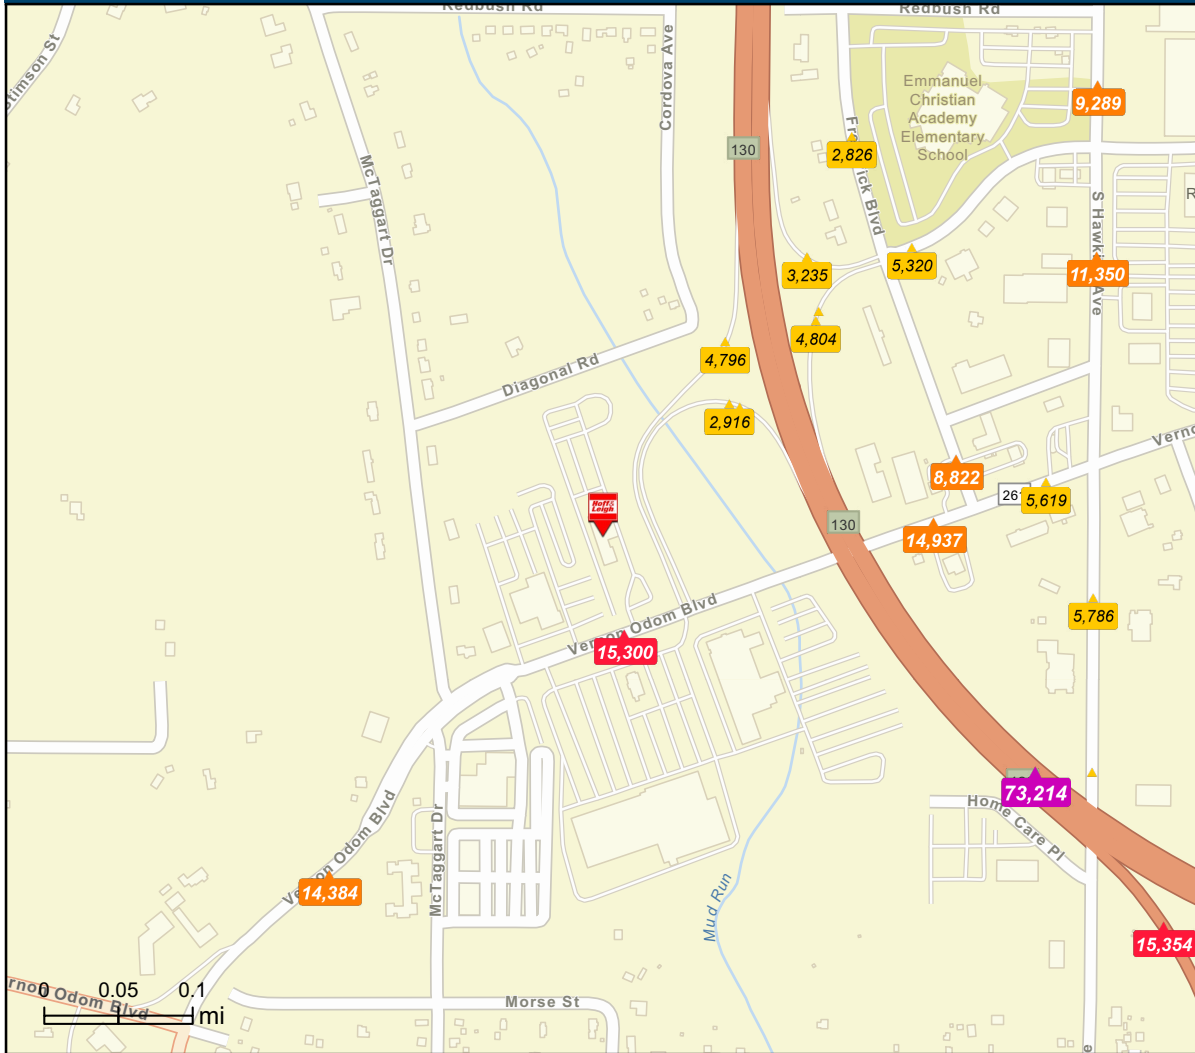 Redbush Rd
Redbush Rd
Stimson St
Cordova Ave
McTaggart Dr
130
Emmanuel
Christian
Academy
Elementary
School
9,289
2,826
ick Blvd
S Hawki
Ave
R
3,235
5,320
11,350
4,804
4,796
Diagonal Rd
2,916
Verno
8,822
261
5,619
Roff&
Leigh
130
14,937
5,786
Vernon Odom Blvd
15,300
73,214
Home Care Pl
Vernon Odom Blvd
McTaggart Dr
14,384
Mud Run
15,354
rnon Odom Blvd
0 0.05 0.1
mi
Morse St
e